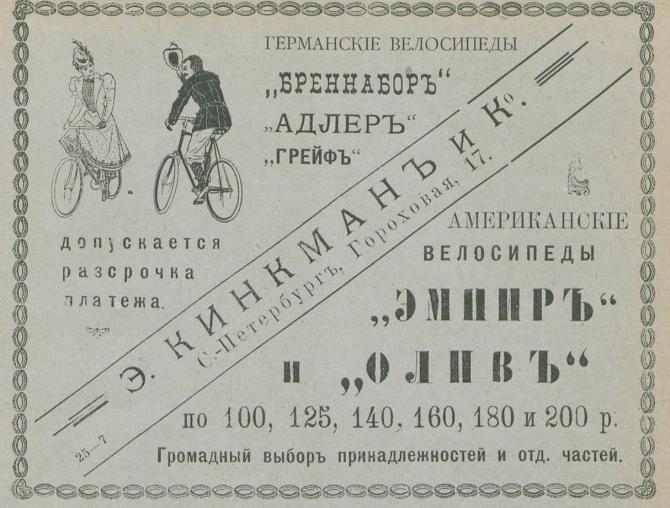 ГЕРМАНСКІЕ ВЕЛОСИПЕДЫ
„БРЕННАБОРЪ“
„АДЛЕРЪ“
„ГРЕЙФЪ“
допускается
разсрочка
платежа.
Э. КИНКМАНЪ и Ко.
С.-Петербургъ, Гороховая, 17.
АМЕРИКАНСКІЕ
ВЕЛОСИПЕДЫ
„ЭМПИРЪ“
и „ОЛИВЪ“
по 100, 125, 140, 160, 180 и 200 р.
25—7
Громадный выборъ принадлежностей и отд. частей.